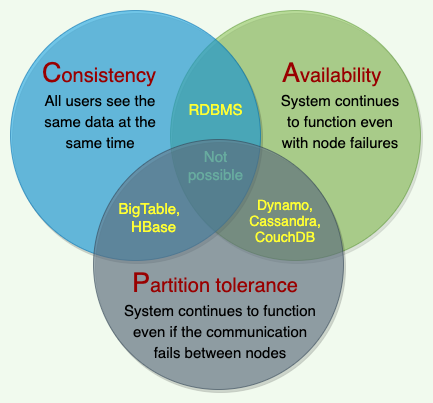 Consistency
All users see the
same data at the
same time
RDBMS
Availability
System continues
to function even
with node failures
Not
possible
BigTable,
HBase
Dynamo,
Cassandra,
CouchDB
Partition tolerance
System continues to function
even if the communication
fails between nodes